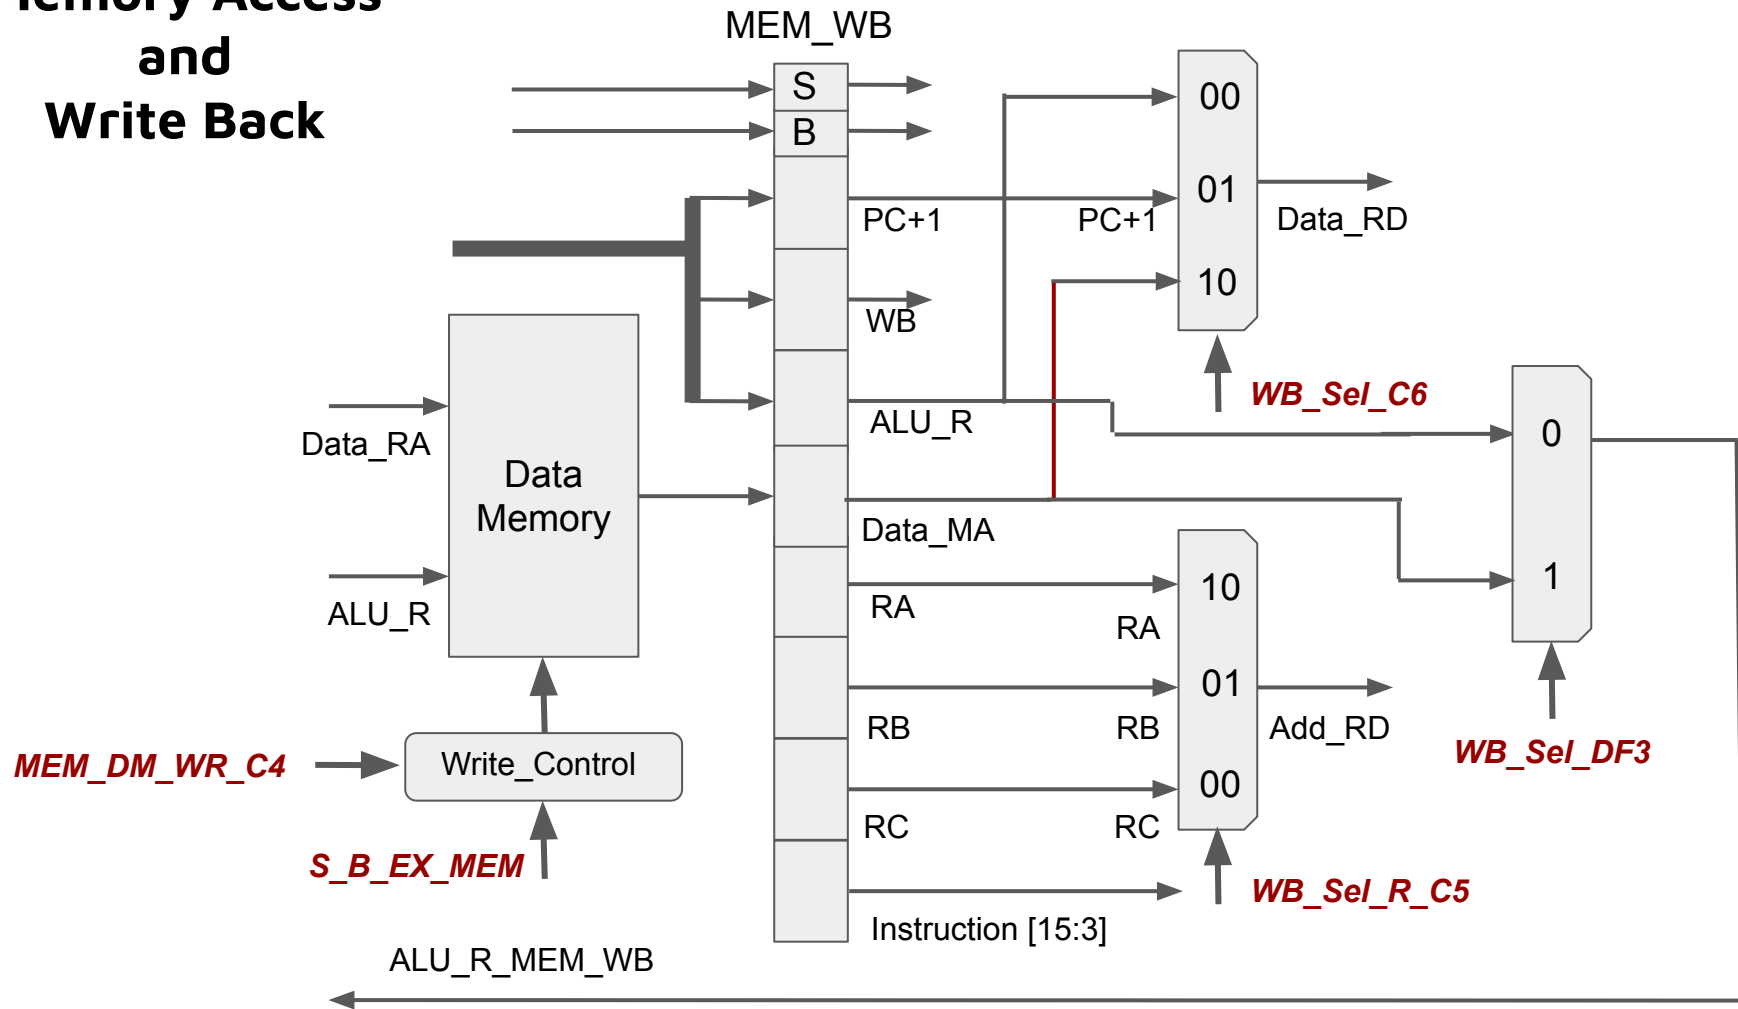 Memory Access
and
Write Back
MEM_WB
S
B
00
01
10
PC+1
PC+1
Data_RD
WB
WB_Sel_C6
Data_RA
Data
Memory
ALU_R
0
1
Data_MA
ALU_R
RA
RA
10
01
00
RB
RB
Add_RD
WB_Sel_DF3
MEM_DM_WR_C4
Write_Control
RC
RC
S_B_EX_MEM
WB_Sel_R_C5
Instruction [15:3]
ALU_R_MEM_WB